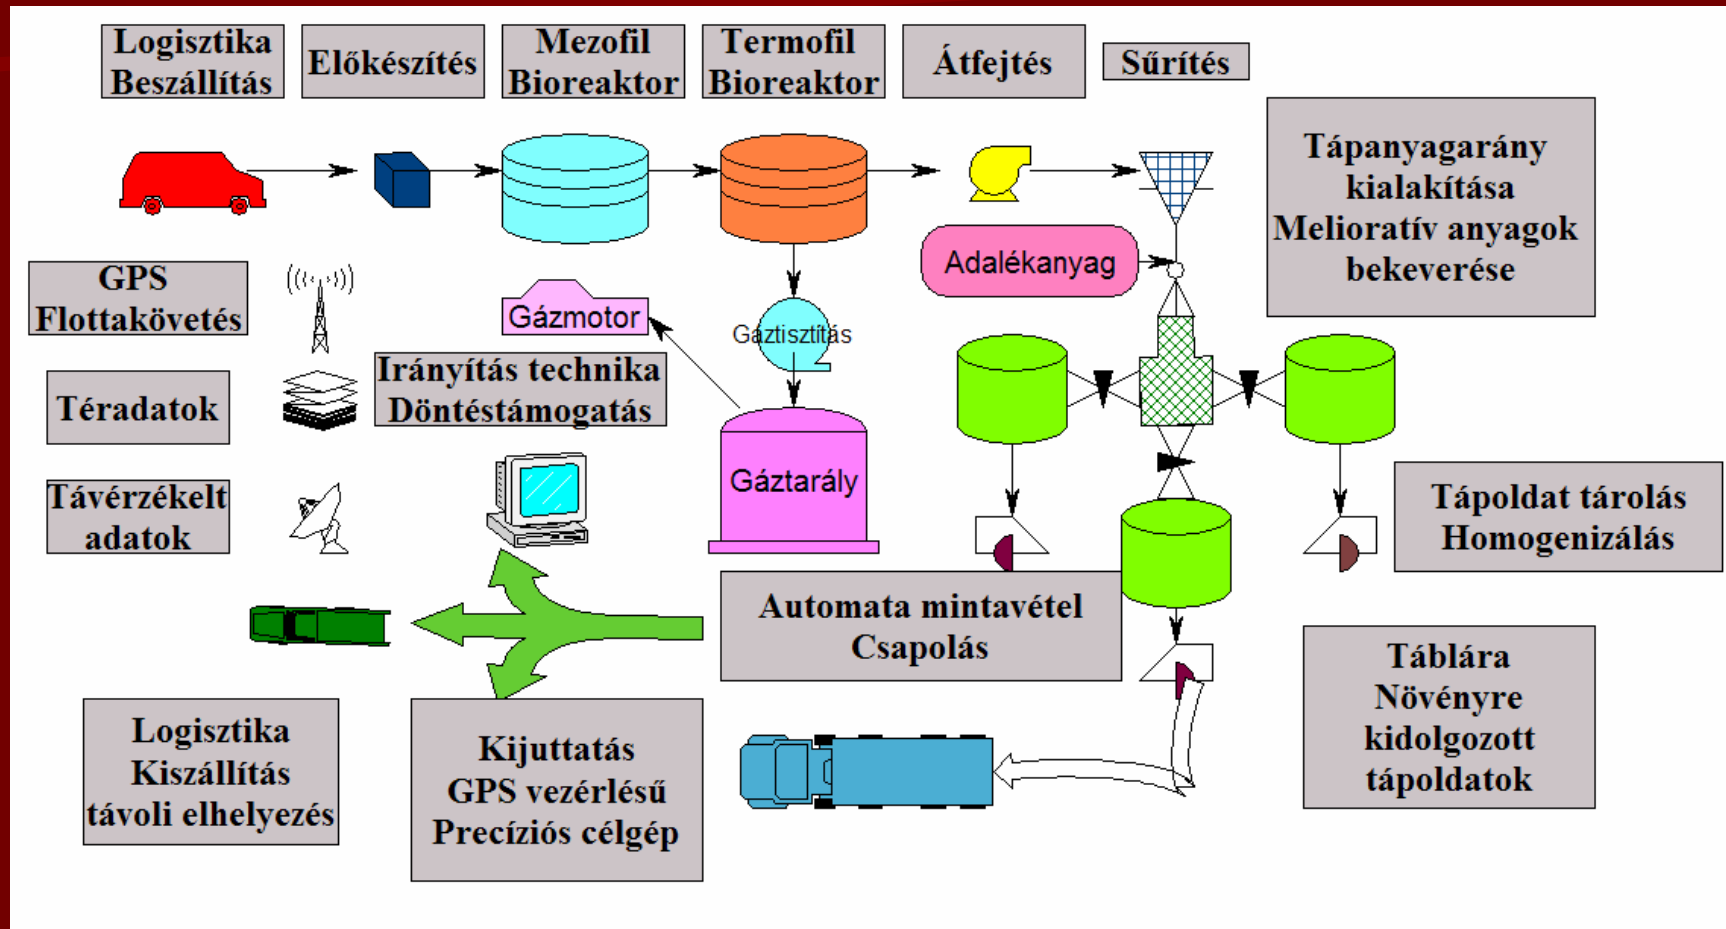 Logisztika
Beszállítás
Előkészítés
Mezofil
Bioreaktor
Termofil
Bioreaktor
Átfejtés
Sűrítés
Tápanyagarány
kialakítása
Melioratív anyagok
bekeverése
Adalékanyag
GPS
Flottakövetés
Gázmotor
Gáztisztítás
Irányítás technika
Döntéstámogatás
Téradatok
Gáztarály
Távérzékelt
adatok
Tápoldat tárolás
Homogenizálás
Automata mintavétel
Csapolás
Táblára
Növényre
kidolgozott
tápoldatok
Logisztika
Kiszállítás
távoli elhelyezés
Kijuttatás
GPS vezérlésű
Precíziós célgép